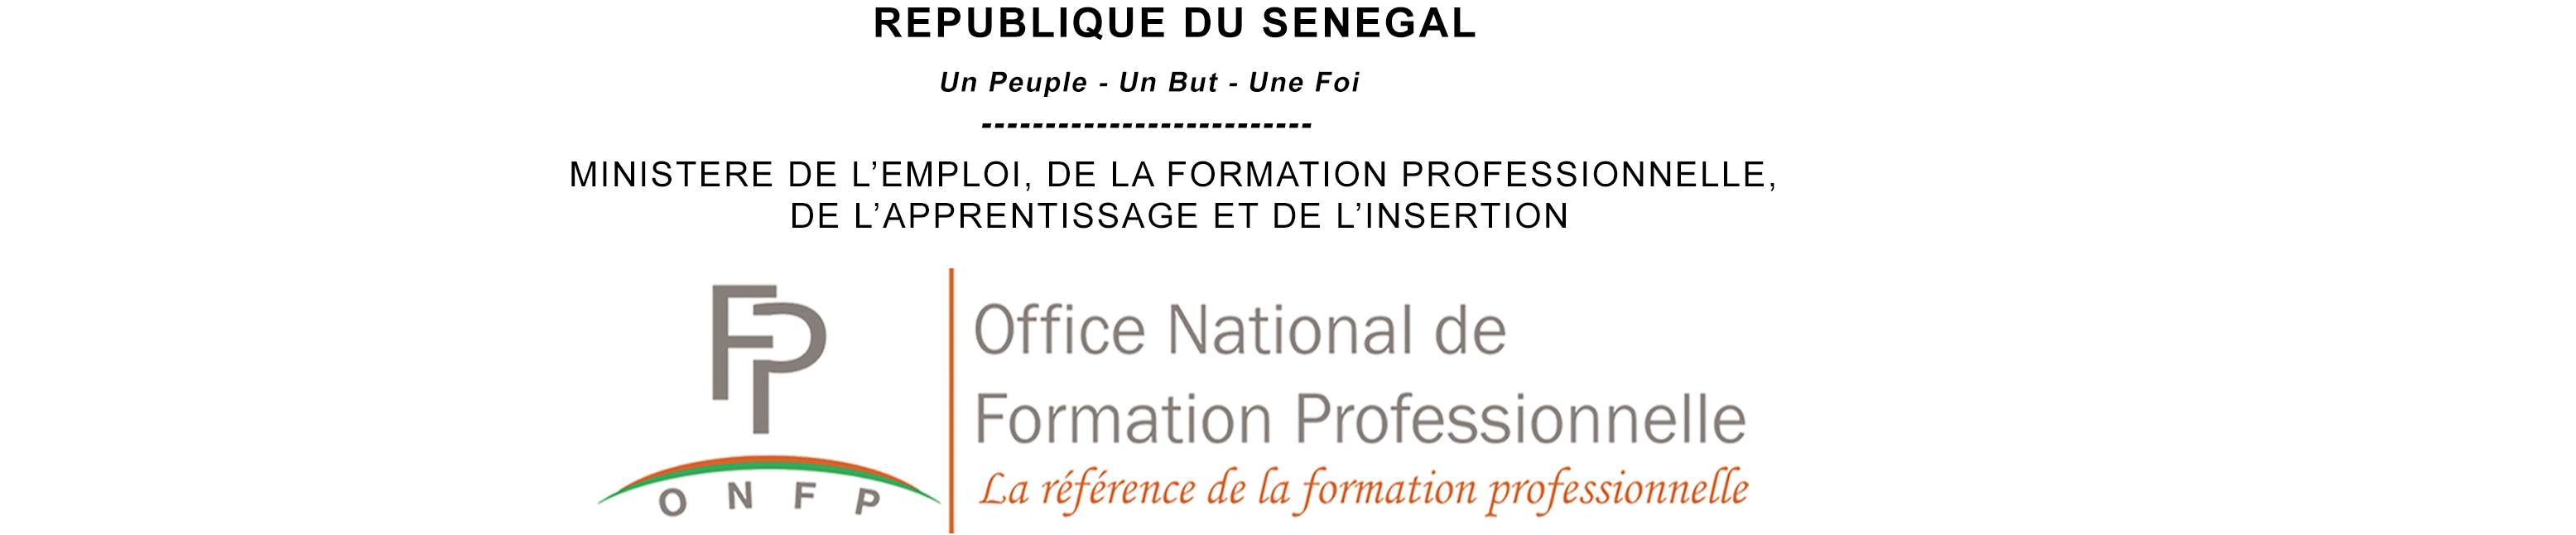 REPUBLIQUE DU SENEGAL
Un Peuple - Un But - Une Foi
--------------------------
MINISTERE DE L’EMPLOI, DE LA FORMATION PROFESSIONNELLE,
DE L’APPRENTISSAGE ET DE L’INSERTION
FP
ONFP
Office National de
Formation Professionnelle
La référence de la formation professionnelle